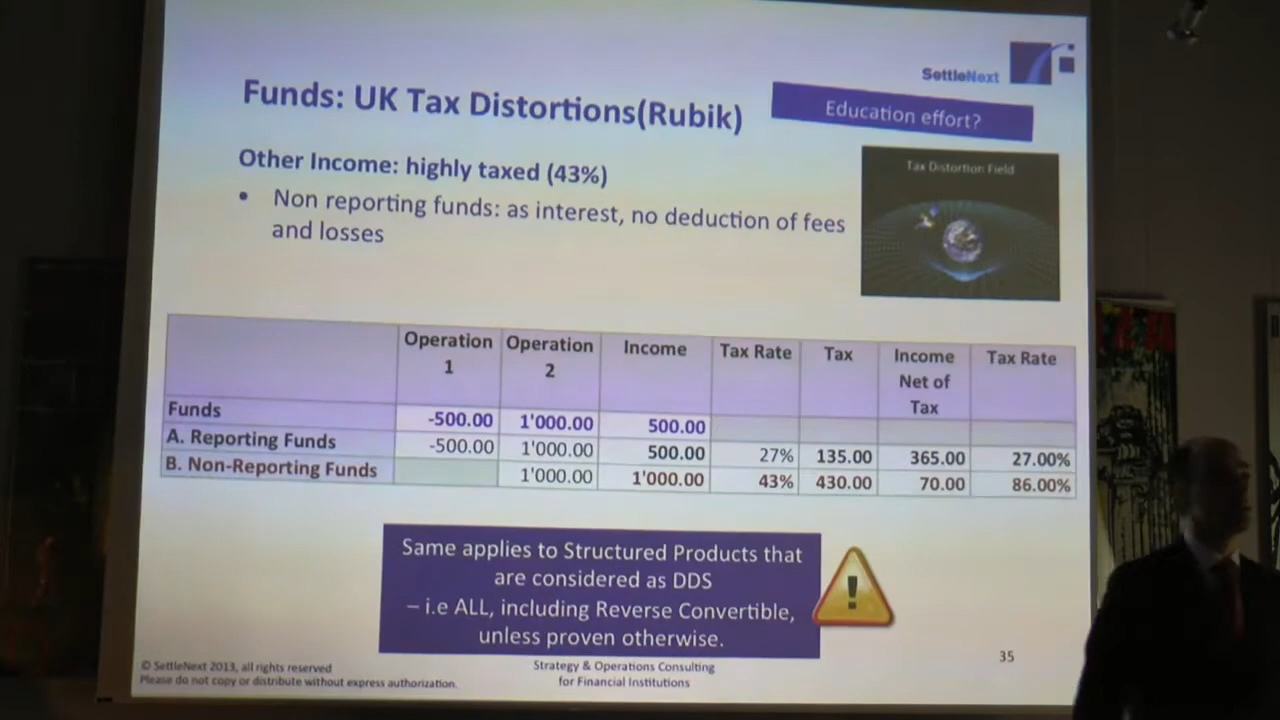 SettleNext
Funds: UK Tax Distortions(Rubik)
Education effort?
Other Income: highly taxed (43%)
• Non reporting funds: as interest, no deduction of fees
and losses
Tax Distortion Field
Operation 1 Operation 2 Income Tax Rate Tax Income Net of Tax Tax Rate
Funds -500.00 1'000.00 500.00
A. Reporting Funds -500.00 1'000.00 500.00 27% 135.00 365.00 27.00%
B. Non-Reporting Funds 1'000.00 1'000.00 43% 430.00 70.00 86.00%
Same applies to Structured Products that
are considered as DDS
– i.e ALL, including Reverse Convertible,
unless proven otherwise.
!
© SettleNext 2013, all rights reserved
Please do not copy or distribute without express authorization.
Strategy & Operations Consulting
for Financial Institutions
35